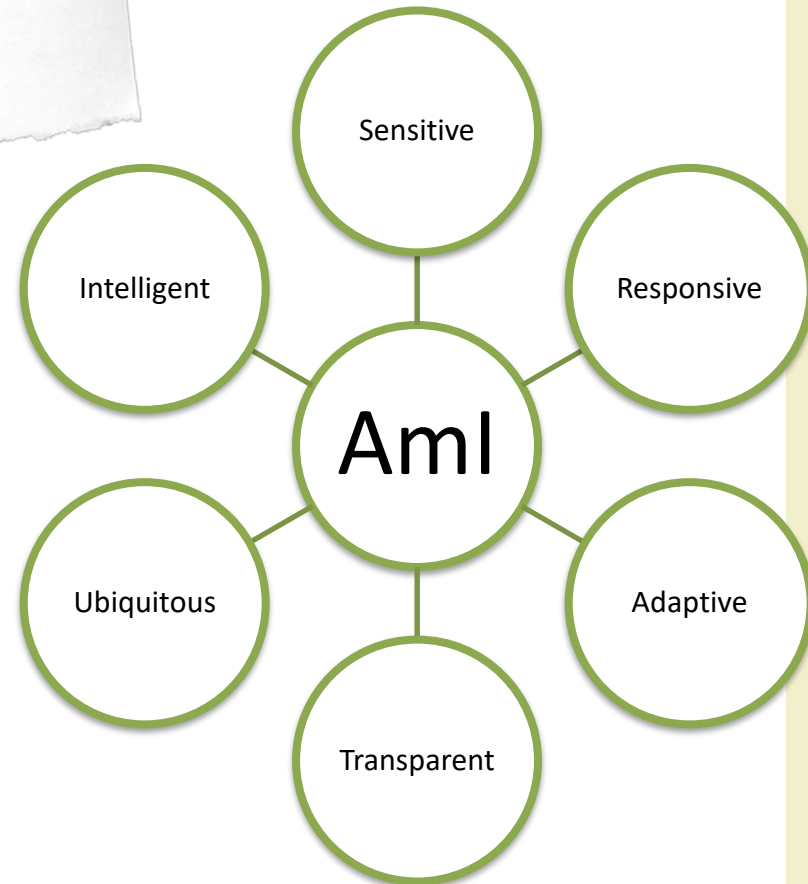 Sensitive
Intelligent
Responsive
AmI
Ubiquitous
Adaptive
Transparent